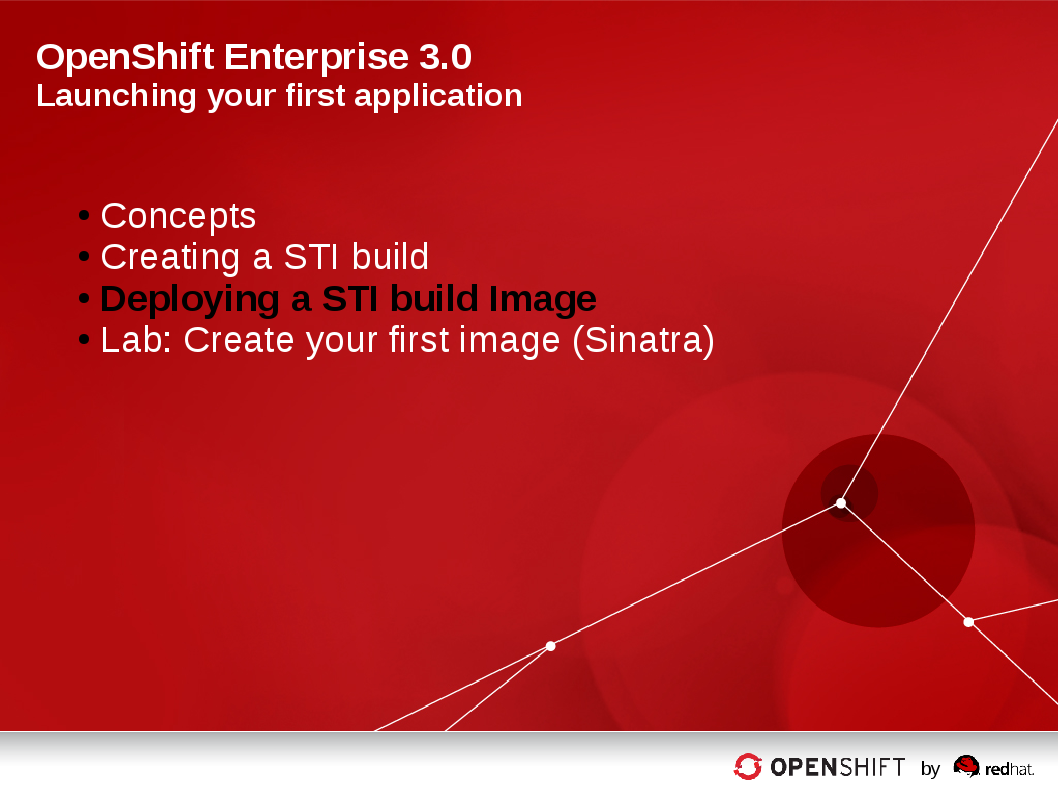 OpenShift Enterprise 3.0
Launching your first application
• Concepts
• Creating a STI build
• Deploying a STI build Image
• Lab: Create your first image (Sinatra)
OPENSHIFT by redhat.